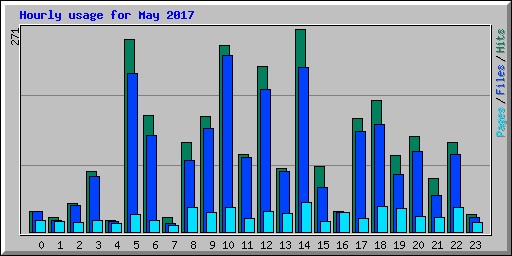 Hourly usage for May 2017
271
Pages / Files / Hits
0 1 2 3 4 5 6 7 8 9 10 11 12 13 14 15 16 17 18 19 20 21 22 23